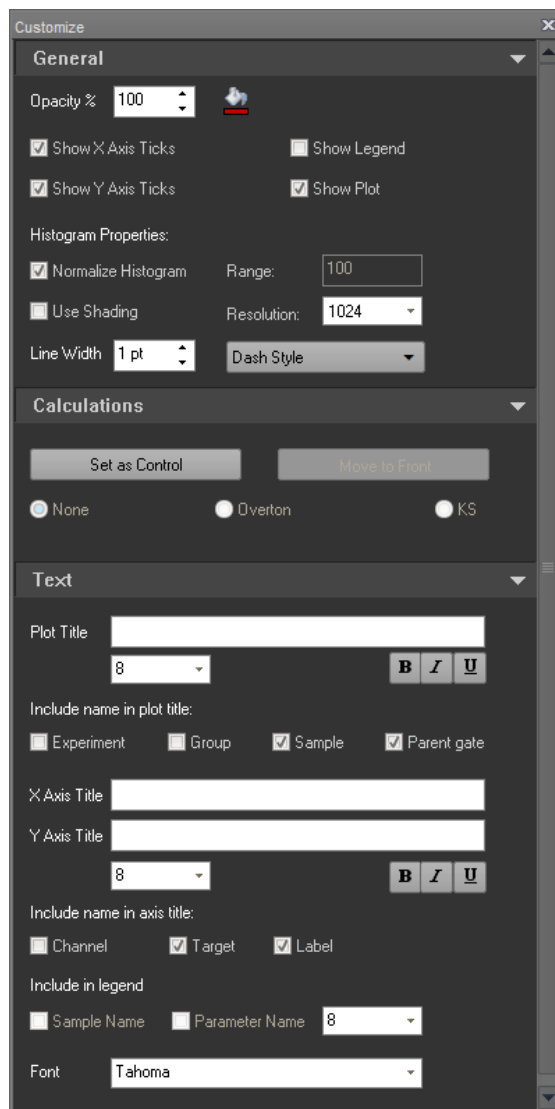 Customize
General
Opacity % 100
Show X Axis Ticks Show Legend
Show Y Axis Ticks Show Plot
Histogram Properties:
Normalize Histogram Range: 100
Use Shading Resolution: 1024
Line Width 1 pt Dash Style
Calculations
Set as Control Move to Front
None Overton KS
Text
Plot Title
8 B I U
Include name in plot title:
Experiment Group Sample Parent gate
X Axis Title
Y Axis Title
8 B I U
Include name in axis title:
Channel Target Label
Include in legend
Sample Name Parameter Name 8
Font Tahoma